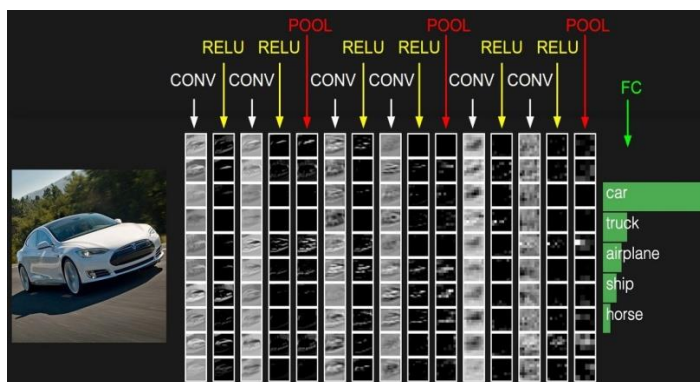 POOL POOL POOL
RELU RELU RELU RELU RELU RELU
CONV CONV CONV CONV CONV CONV
FC
car
truck
airplane
ship
horse